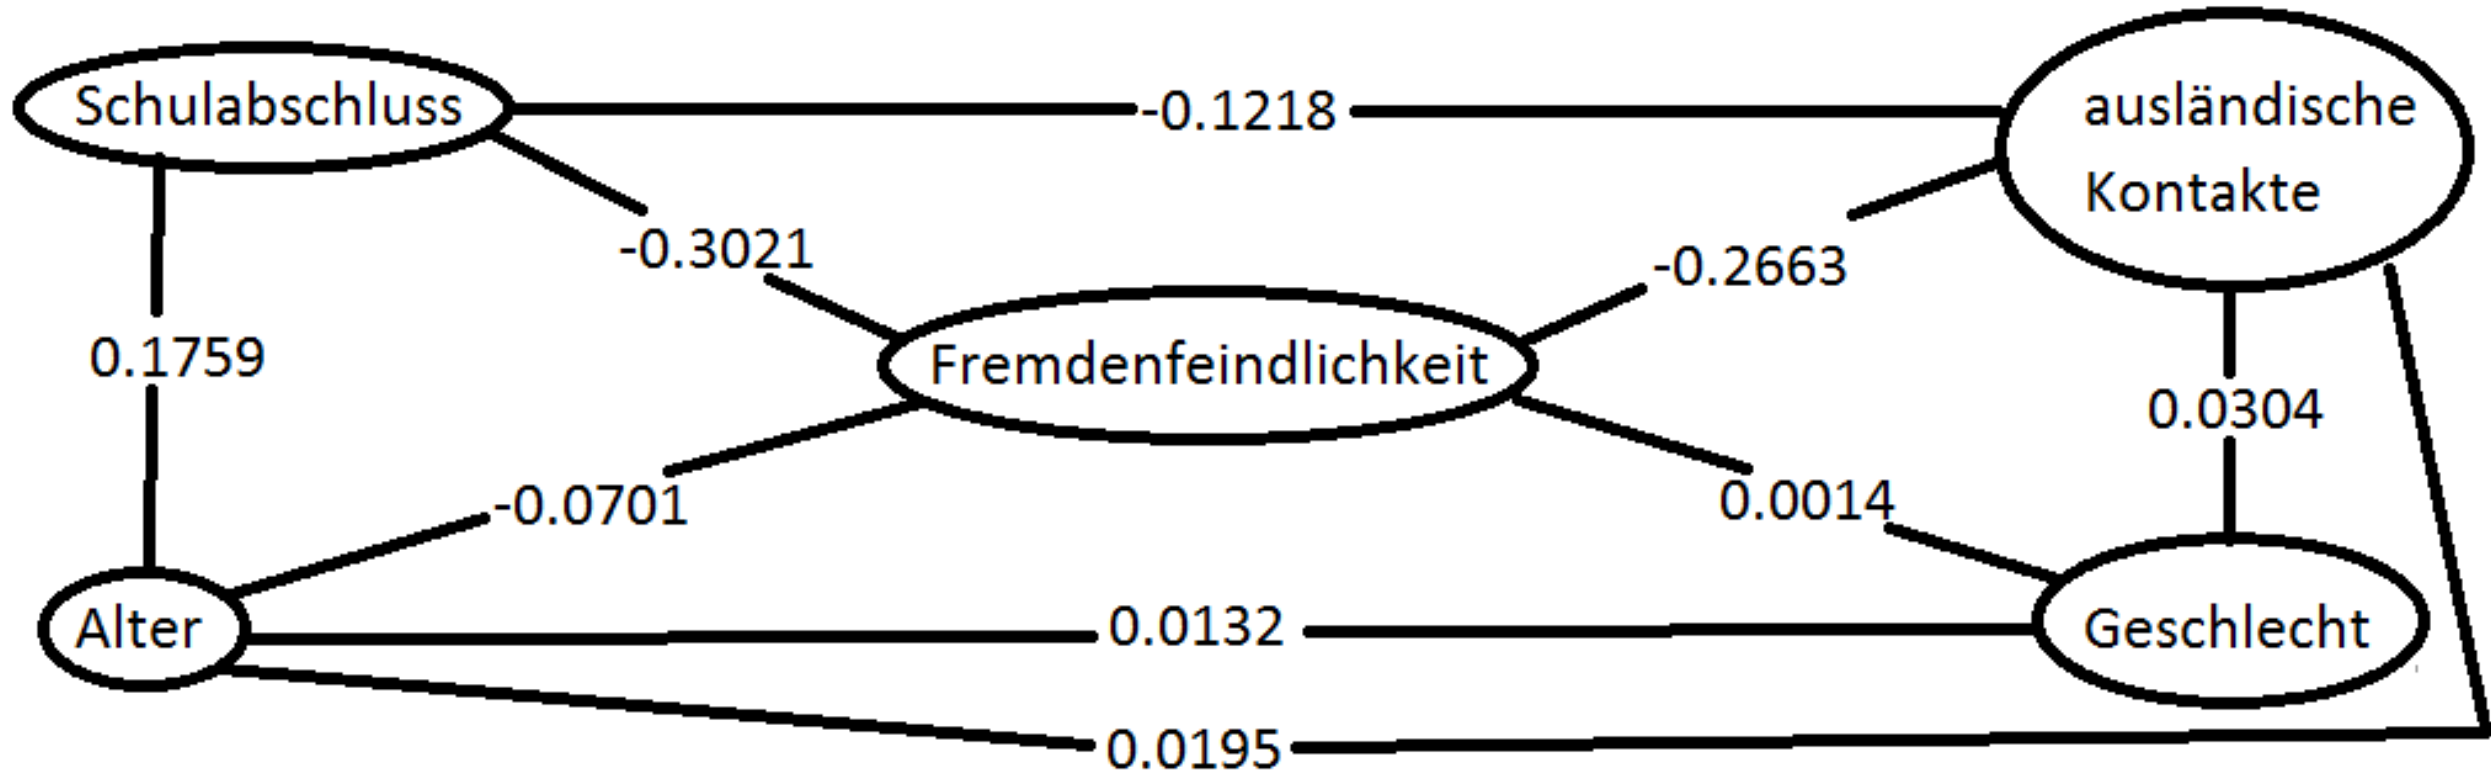 Schulabschluss
-0.1218
ausländische
Kontakte
-0.3021
-0.2663
0.1759
Fremdenfeindlichkeit
0.0304
-0.0701
0.0014
Alter
0.0132
Geschlecht
0.0195